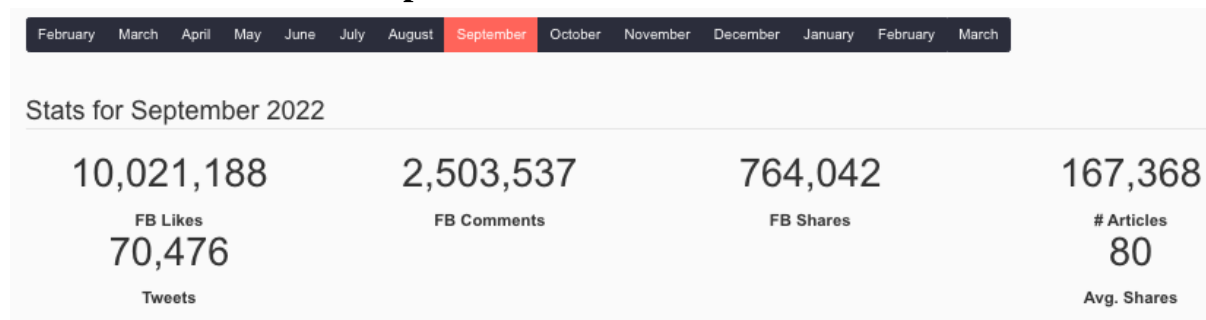 February March April May June July August September October November December January February March
Stats for September 2022
10,021,188 2,503,537 764,042 167,368
FB Likes FB Comments FB Shares # Articles
70,476 80
Tweets Avg. Shares